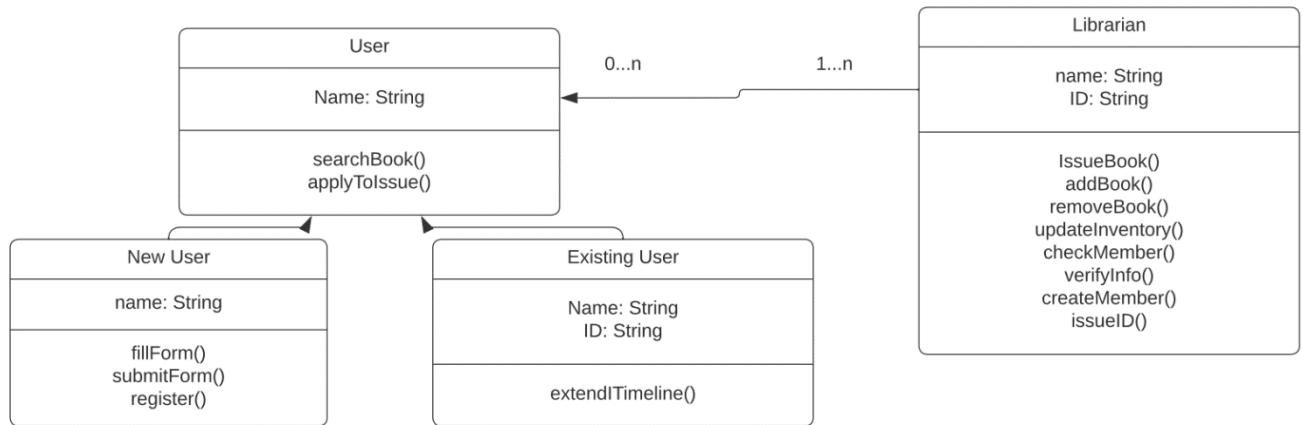 User
Name: String
searchBook()
applyToIssue()
0...n
1...n
Librarian
name: String
ID: String
IssueBook()
addBook()
removeBook()
updateInventory()
checkMember()
verifyInfo()
createMember()
issueID()
New User
name: String
fillForm()
submitForm()
register()
Existing User
Name: String
ID: String
extendITimeline()